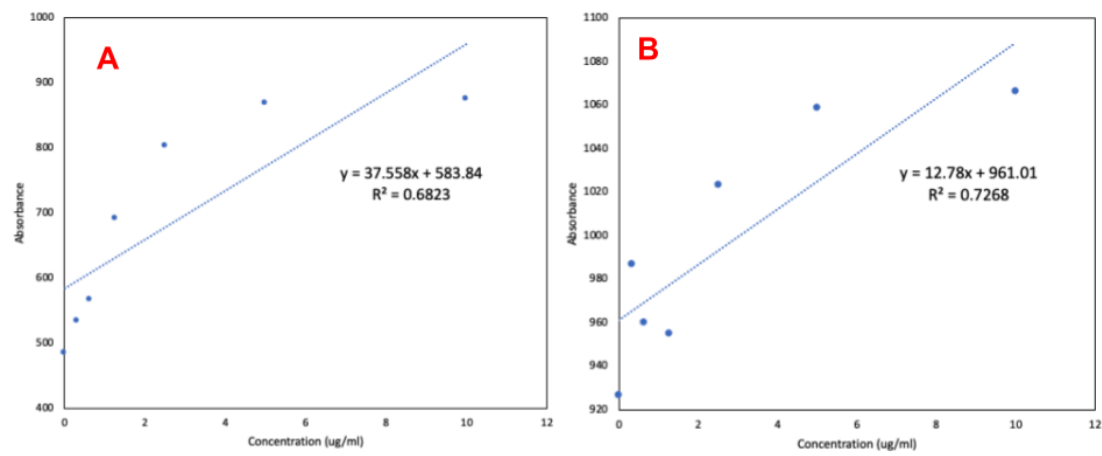 A
1000
900
800
700
600
500
400
Absorbance
y = 37.558x + 583.84
R² = 0.6823
0 2 4 6 8 10 12
Concentration (ug/ml)
B
1100
1080
1060
1040
1020
1000
980
960
940
920
Absorbance
y = 12.78x + 961.01
R² = 0.7268
0 2 4 6 8 10 12
Concentration (ug/ml)